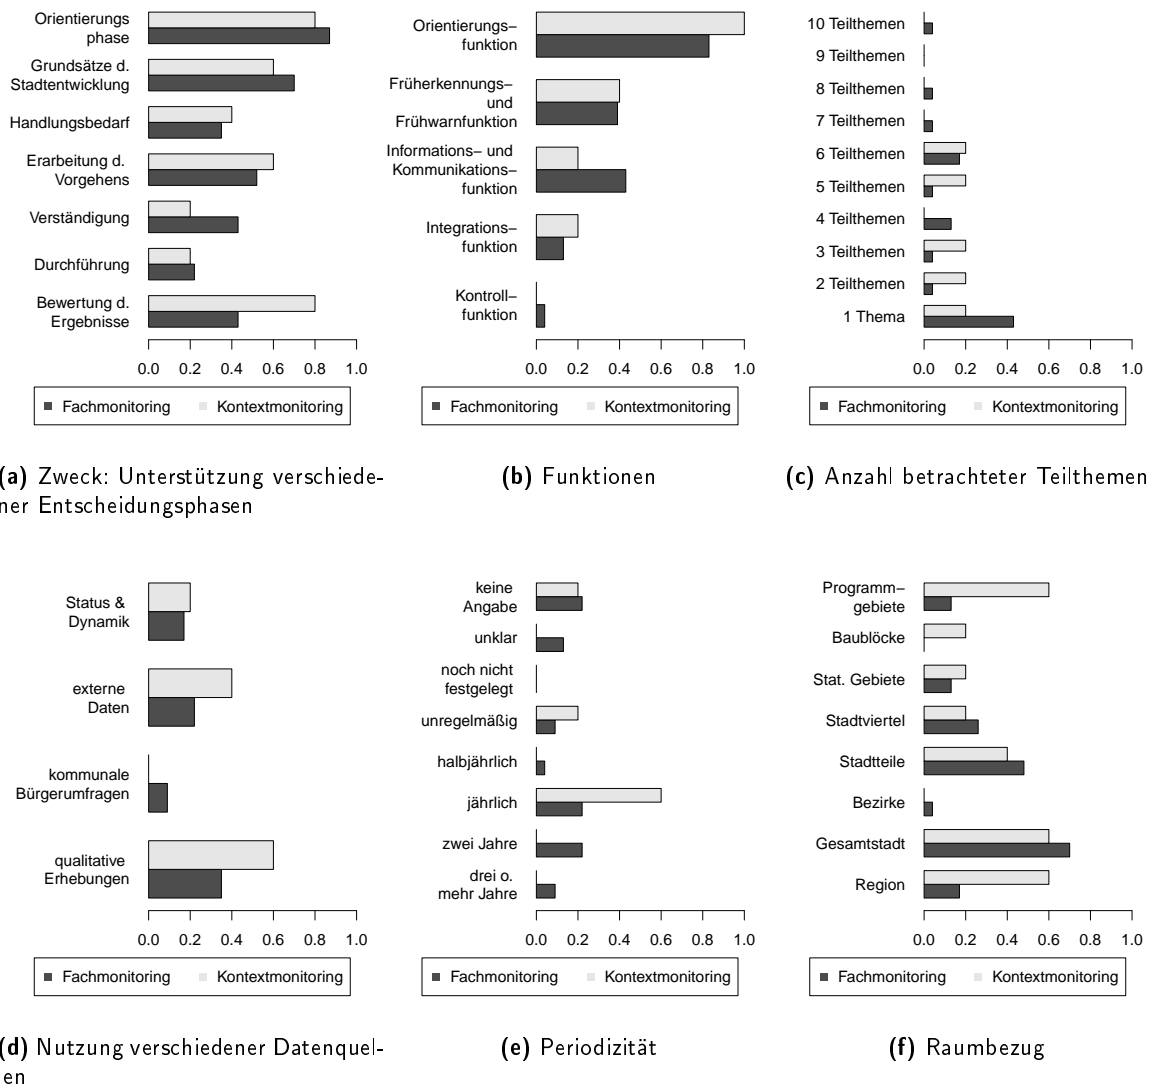 Orientierungs
phase
Grundsätze d.
Stadtentwicklung
Handlungsbedarf
Erarbeitung d.
Vorgehens
Verständigung
Durchführung
Bewertung d.
Ergebnisse
0.0 0.2 0.4 0.6 0.8 1.0
Fachmonitoring Kontextmonitoring
(a) Zweck: Unterstützung verschiede-
ner Entscheidungsphasen
Orientierungs−
funktion
Früherkennungs−
und
Frühwarnfunktion
Informations− und
Kommunikations−
funktion
Integrations−
funktion
Kontroll−
funktion
0.0 0.2 0.4 0.6 0.8 1.0
Fachmonitoring Kontextmonitoring
(b) Funktionen
10 Teilthemen
9 Teilthemen
8 Teilthemen
7 Teilthemen
6 Teilthemen
5 Teilthemen
4 Teilthemen
3 Teilthemen
2 Teilthemen
1 Thema
0.0 0.2 0.4 0.6 0.8 1.0
Fachmonitoring Kontextmonitoring
(c) Anzahl betrachteter Teilthemen
Status &
Dynamik
externe
Daten
kommunale
Bürgerumfragen
qualitative
Erhebungen
0.0 0.2 0.4 0.6 0.8 1.0
Fachmonitoring Kontextmonitoring
(d) Nutzung verschiedener Datenquel-
en
keine
Angabe
unklar
noch nicht
festgelegt
unregelmäßig
halbjährlich
jährlich
zwei Jahre
drei o.
mehr Jahre
0.0 0.2 0.4 0.6 0.8 1.0
Fachmonitoring Kontextmonitoring
(e) Periodizität
Programm−
gebiete
Baublöcke
Stat. Gebiete
Stadtviertel
Stadtteile
Bezirke
Gesamtstadt
Region
0.0 0.2 0.4 0.6 0.8 1.0
Fachmonitoring Kontextmonitoring
(f) Raumbezug